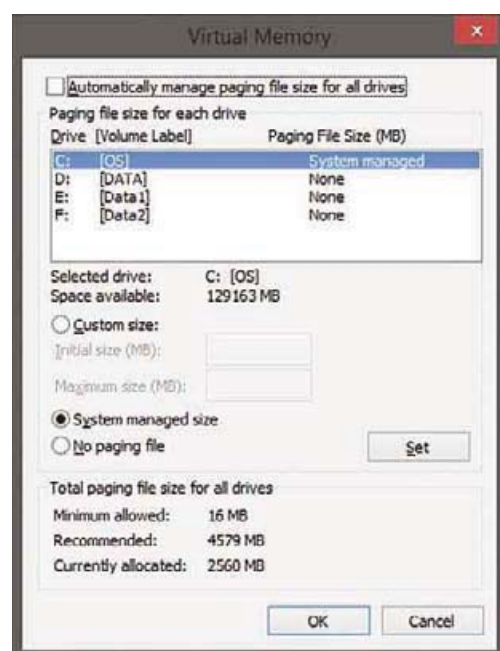 Virtual Memory
Automatically manage paging file size for all drives
Paging file size for each drive
Drive [Volume Label] Paging File Size (MB)
C: [OS] System managed
D: [DATA] None
E: [Data1] None
F: [Data2] None
Selected drive: C: [OS]
Space available: 129163 MB
Custom size:
Initial size (MB):
Maximum size (MB):
System managed size
No paging file
Set
Total paging file size for all drives
Minimum allowed: 16 MB
Recommended: 4579 MB
Currently allocated: 2560 MB
OK Cancel